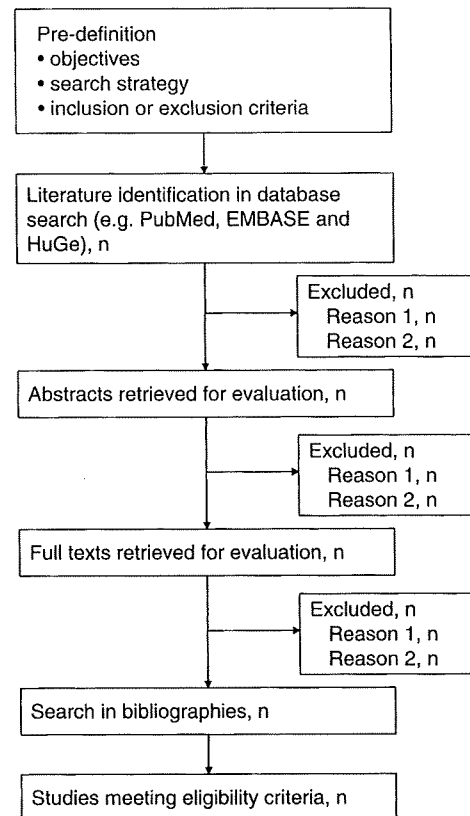 Pre-definition
• objectives
• search strategy
• inclusion or exclusion criteria
Literature identification in database
search (e.g. PubMed, EMBASE and
HuGe), n
Excluded, n
Reason 1, n
Reason 2, n
Abstracts retrieved for evaluation, n
Excluded, n
Reason 1, n
Reason 2, n
Full texts retrieved for evaluation, n
Excluded, n
Reason 1, n
Reason 2, n
Search in bibliographies, n
Studies meeting eligibility criteria, n